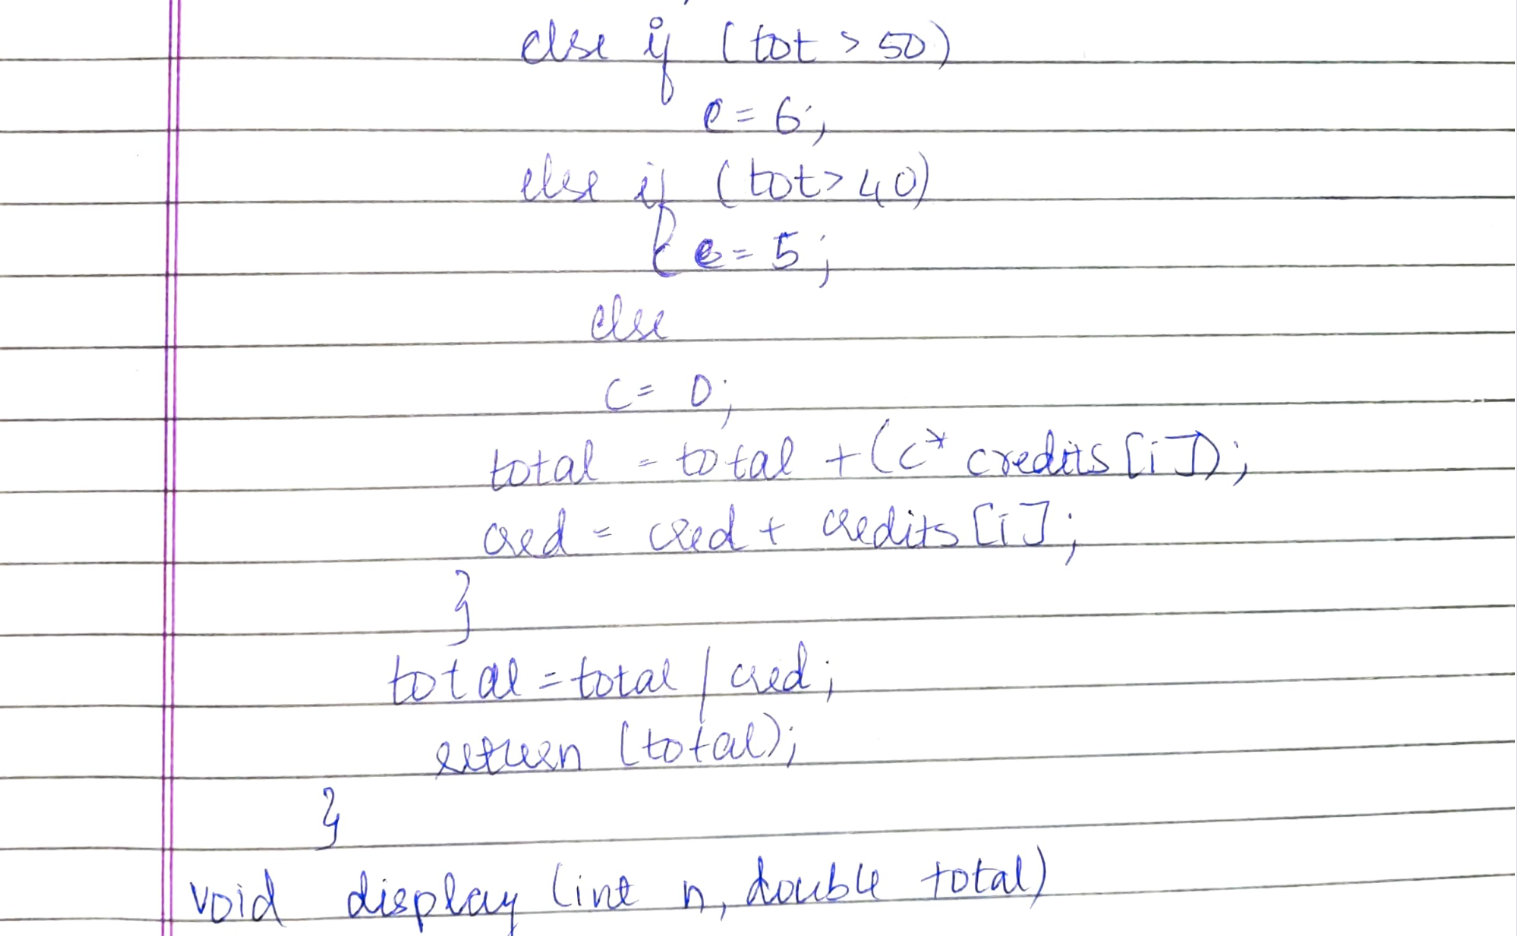 else if (tot > 50)
e = 6;
else if (tot > 40)
e = 5;
else
c = 0;
total = total + (c* credits [i]);
cred = cred + credits [i];
}
total = total / cred;
return (total);
}
void display (int n, double total)